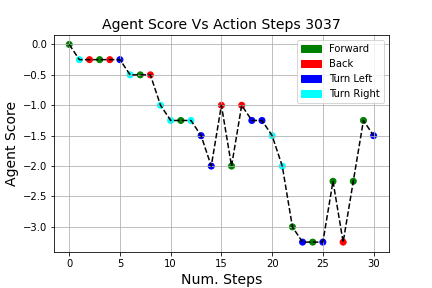 Agent Score Vs Action Steps 3037
Forward
Back
Turn Left
Turn Right
0.0
−0.5
−1.0
−1.5
−2.0
−2.5
−3.0
Agent Score
0 5 10 15 20 25 30
Num. Steps